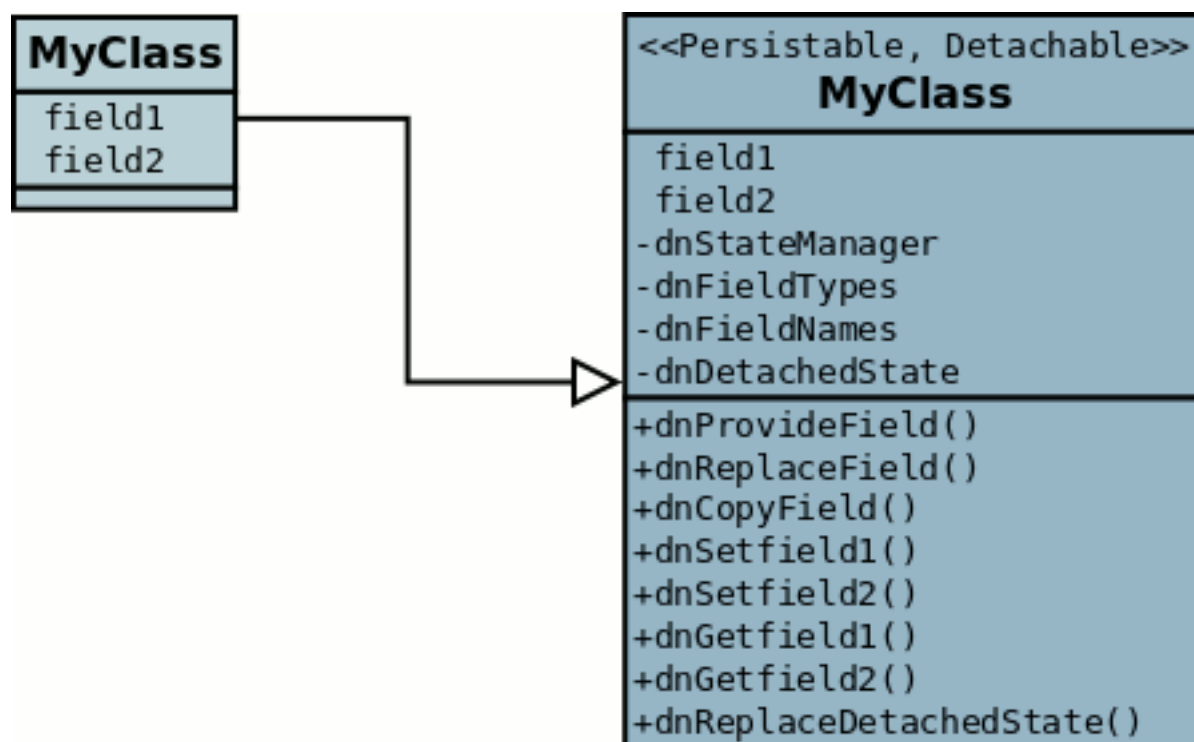 MyClass
field1
field2
<<Persistable, Detachable>>
MyClass
field1
field2
-dnStateManager
-dnFieldTypes
-dnFieldNames
-dnDetachedState
+dnProvideField()
+dnReplaceField()
+dnCopyField()
+dnSetfield1()
+dnSetfield2()
+dnGetfield1()
+dnGetfield2()
+dnReplaceDetachedState()